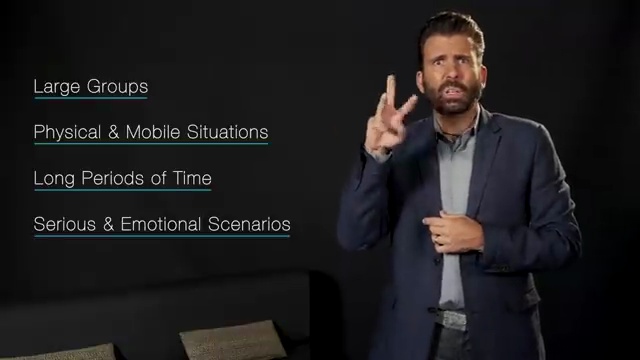 Large Groups
Physical & Mobile Situations
Long Periods of Time
Serious & Emotional Scenarios